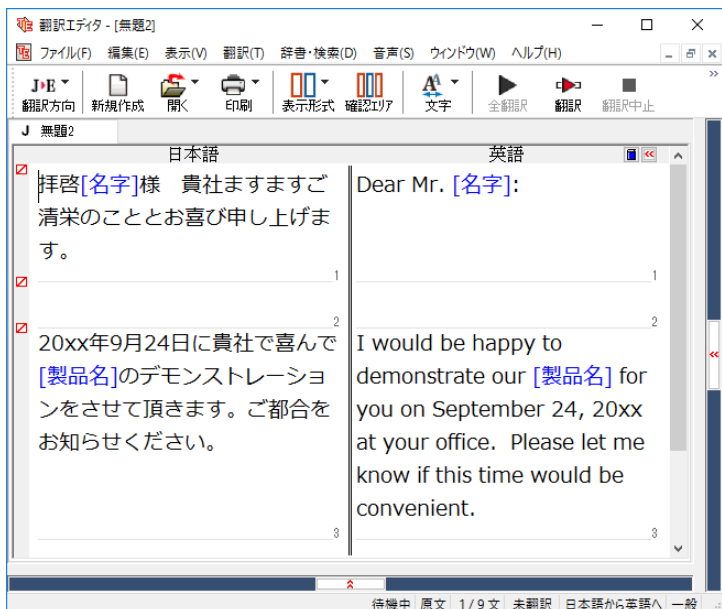 翻訳エディタ - [無題2]
ファイル(F) 編集(E) 表示(V) 翻訳(T) 辞書・検索(D) 音声(S) ウインドウ(W) ヘルプ(H)
J▸E
翻訳方向 新規作成 開く 印刷 表示形式 確認エリア 文字 全翻訳 翻訳 翻訳中止
J 無題2
日本語 英語
拝啓[名字]様　貴社ますますご
清栄のこととお喜び申し上げま
す。
1
Dear Mr. [名字]:
1
2
2
20xx年9月24日に貴社で喜んで
[製品名]のデモンストレーショ
ンをさせて頂きます。ご都合を
お知らせください。
3
I would be happy to
demonstrate our [製品名] for
you on September 24, 20xx
at your office.  Please let me
know if this time would be
convenient.
3
待機中 原文 1/9文 未翻訳 日本語から英語へ 一般